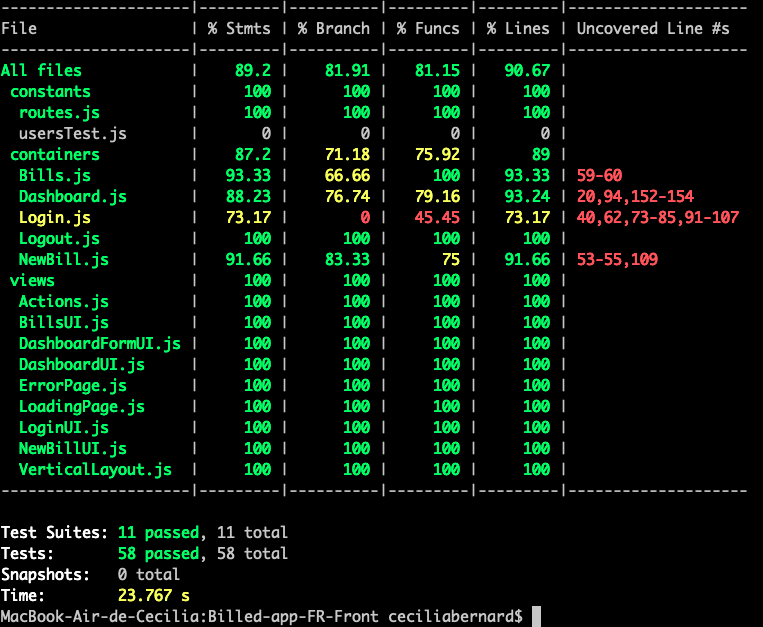 ---------------------|---------|----------|---------|---------|--------------------
File                 | % Stmts | % Branch | % Funcs | % Lines | Uncovered Line #s
---------------------|---------|----------|---------|---------|--------------------
All files            |    89.2 |    81.91 |   81.15 |   90.67 |
 constants           |     100 |      100 |     100 |     100 |
  routes.js          |     100 |      100 |     100 |     100 |
  usersTest.js       |       0 |        0 |       0 |       0 |
 containers          |    87.2 |    71.18 |   75.92 |      89 |
  Bills.js           |   93.33 |    66.66 |     100 |   93.33 | 59-60
  Dashboard.js       |   88.23 |    76.74 |   79.16 |   93.24 | 20,94,152-154
  Login.js           |   73.17 |        0 |   45.45 |   73.17 | 40,62,73-85,91-107
  Logout.js          |     100 |      100 |     100 |     100 |
  NewBill.js         |   91.66 |    83.33 |      75 |   91.66 | 53-55,109
 views               |     100 |      100 |     100 |     100 |
  Actions.js         |     100 |      100 |     100 |     100 |
  BillsUI.js         |     100 |      100 |     100 |     100 |
  DashboardFormUI.js |     100 |      100 |     100 |     100 |
  DashboardUI.js     |     100 |      100 |     100 |     100 |
  ErrorPage.js       |     100 |      100 |     100 |     100 |
  LoadingPage.js     |     100 |      100 |     100 |     100 |
  LoginUI.js         |     100 |      100 |     100 |     100 |
  NewBillUI.js       |     100 |      100 |     100 |     100 |
  VerticalLayout.js  |     100 |      100 |     100 |     100 |
---------------------|---------|----------|---------|---------|--------------------
Test Suites: 11 passed, 11 total
Tests:       58 passed, 58 total
Snapshots:   0 total
Time:        23.767 s
MacBook-Air-de-Cecilia:Billed-app-FR-Front ceciliabernard$